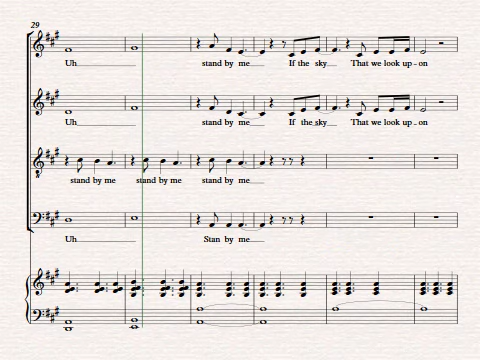 29
Uh stand by me If the sky That we look up - on
Uh stand by me If the sky That we look up - on
stand by me stand by me stand by me
Uh Stan by me